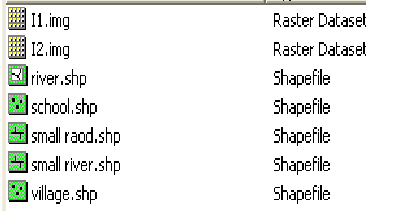 I1.img Raster Dataset
I2.img Raster Dataset
river.shp Shapefile
school.shp Shapefile
small raod.shp Shapefile
small river.shp Shapefile
village.shp Shapefile